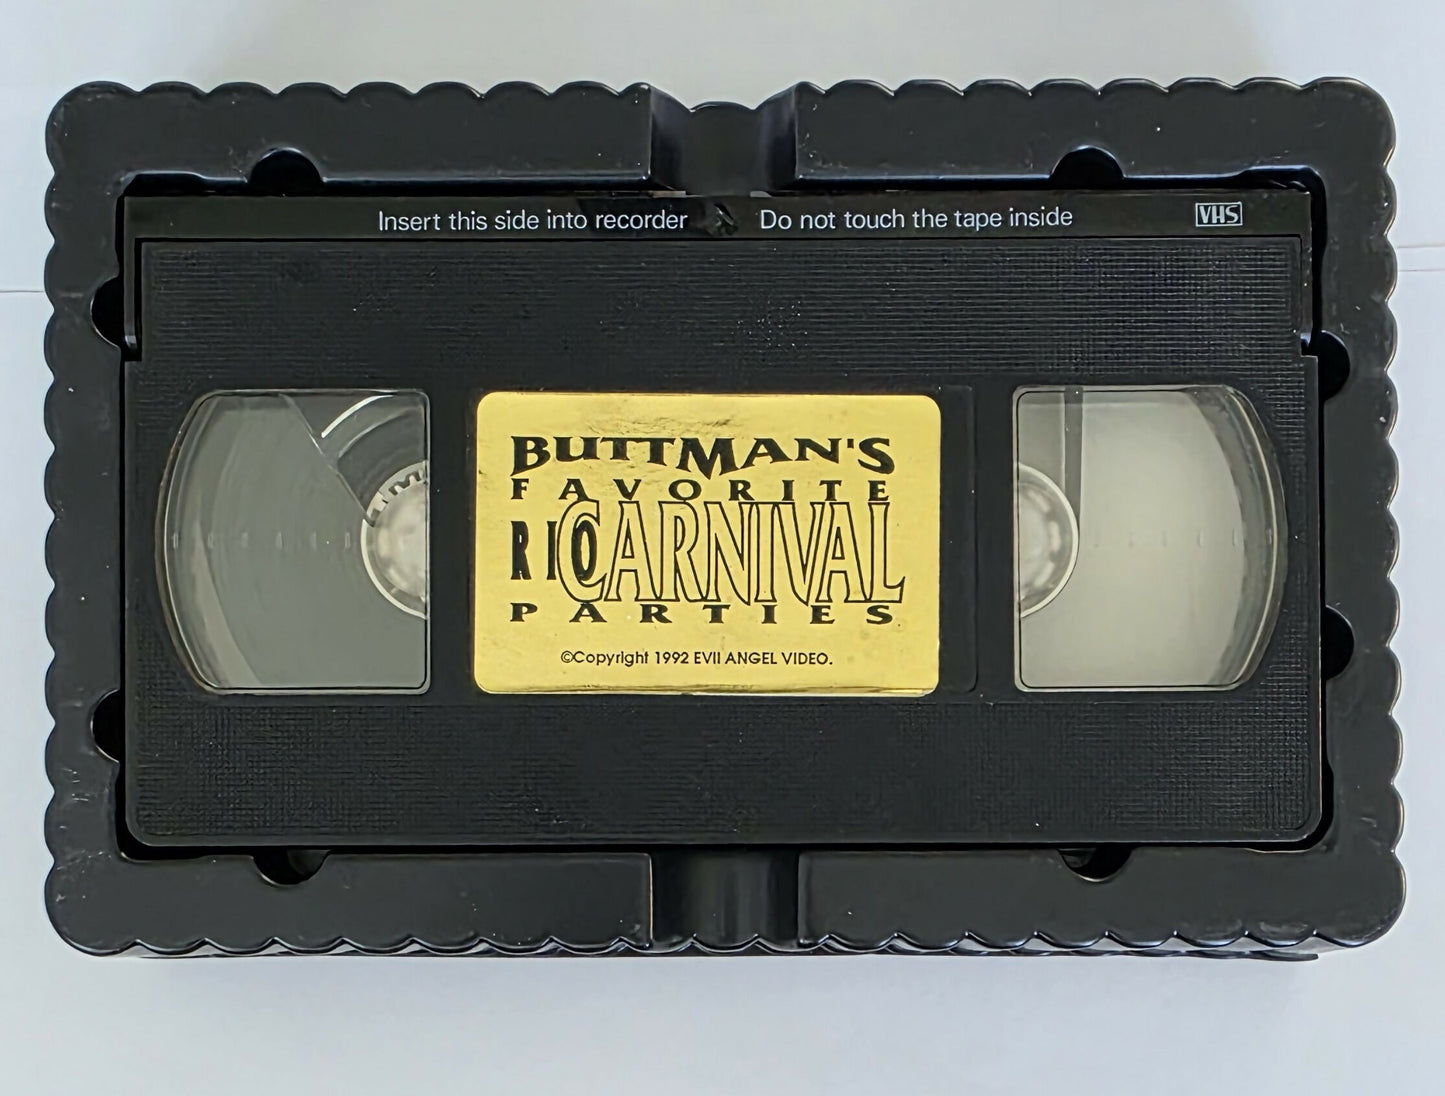 Insert this side into recorder Do not touch the tape inside VHS
BUTTMAN'S
FAVORITE
RIO CARNIVAL
PARTIES
©Copyright 1992 EVIl ANGEL VIDEO.